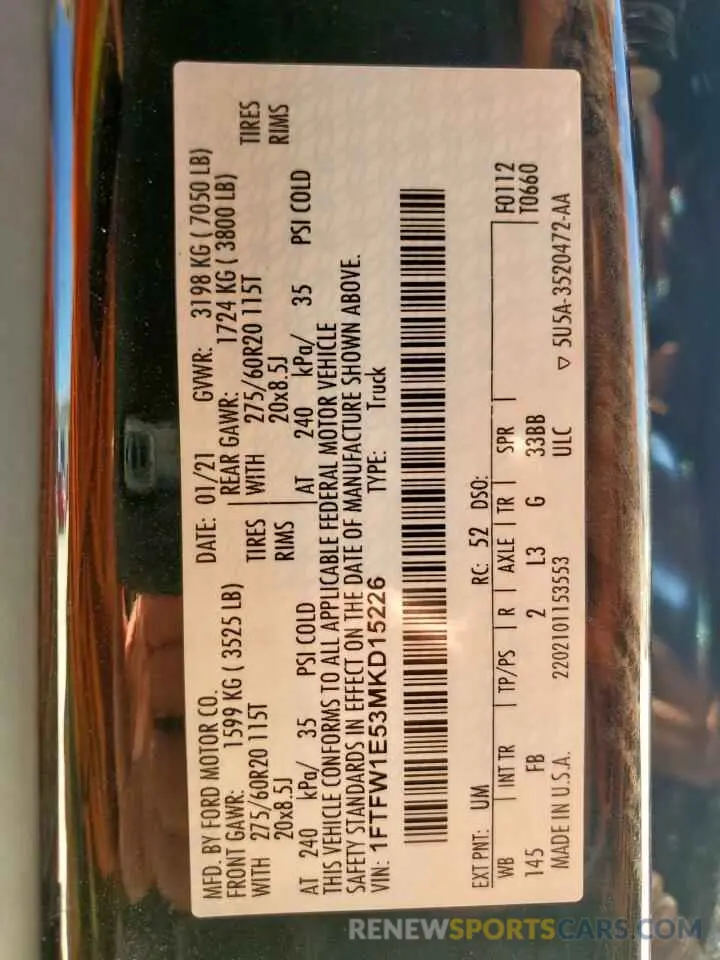 MFD. BY FORD MOTOR CO.
DATE: 01/21 GVWR: 3198 KG ( 7050 LB)
FRONT GAWR: 1599 KG ( 3525 LB) REAR GAWR: 1724 KG ( 3800 LB)
WITH 275/60R20 115T TIRES WITH 275/60R20 115T TIRES
20x8.5J RIMS 20x8.5J RIMS
AT 240 kPa/ 35 PSI COLD AT 240 kPa/ 35 PSI COLD
THIS VEHICLE CONFORMS TO ALL APPLICABLE FEDERAL MOTOR VEHICLE
SAFETY STANDARDS IN EFFECT ON THE DATE OF MANUFACTURE SHOWN ABOVE.
VIN: 1FTFW1E53MKD15226 TYPE: Truck
EXT PNT: UM RC: 52 DSO:
WB INT TR TP/PS R AXLE TR SPR F0112
145 FB 2 L3 G 33BB T0660
MADE IN U.S.A. 2202101153553 ULC ▽ 5U5A-3520472-AA
RENEWSPORTSCARS.COM